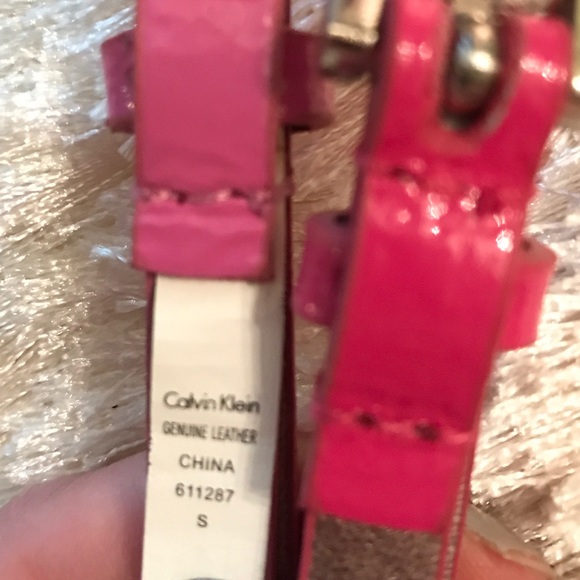 Calvin Klein
GENUINE LEATHER
CHINA
611287
S